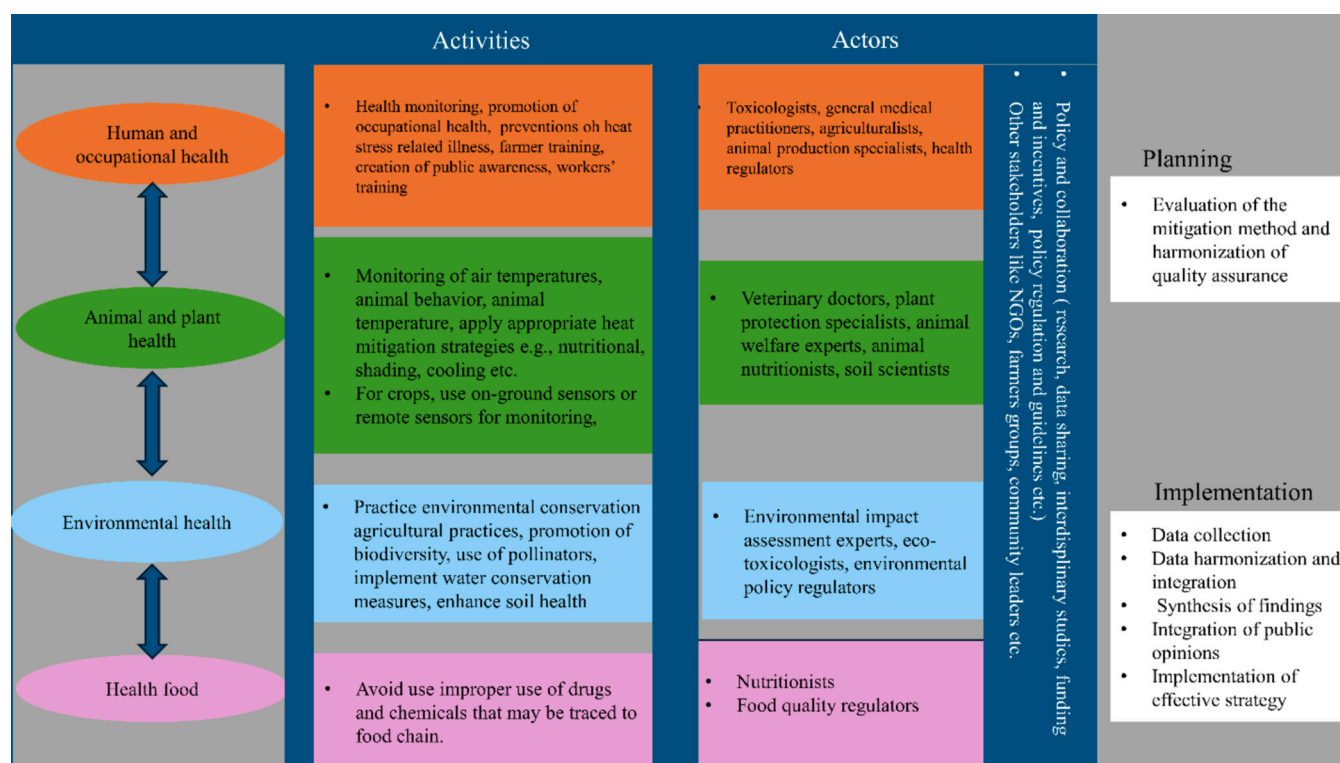 Activities
Actors
Human and
occupational health
• Health monitoring, promotion of
occupational health, preventions oh heat
stress related illness, farmer training,
creation of public awareness, workers'
training
• Toxicologists, general medical
practitioners, agriculturalists,
animal production specialists, health
regulators
Animal and plant
health
• Monitoring of air temperatures,
animal behavior, animal
temperature, apply appropriate heat
mitigation strategies e.g., nutritional,
shading, cooling etc.
• For crops, use on-ground sensors or
remote sensors for monitoring,
• Veterinary doctors, plant
protection specialists, animal
welfare experts, animal
nutritionists, soil scientists
Environmental health
• Practice environmental conservation
agricultural practices, promotion of
biodiversity, use of pollinators,
implement water conservation
measures, enhance soil health
• Environmental impact
assessment experts, eco-
toxicologists, environmental
policy regulators
Health food
• Avoid use improper use of drugs
and chemicals that may be traced to
food chain.
• Nutritionists
• Food quality regulators
• Policy and collaboration ( research, data sharing, interdisplinary studies, funding
and incentives, policy regulation and guidelines etc.)
• Other stakeholders like NGOs, farmers groups, community leaders etc.
Planning
• Evaluation of the
mitigation method and
harmonization of
quality assurance
Implementation
• Data collection
• Data harmonization and
integration
• Synthesis of findings
• Integration of public
opinions
• Implementation of
effective strategy